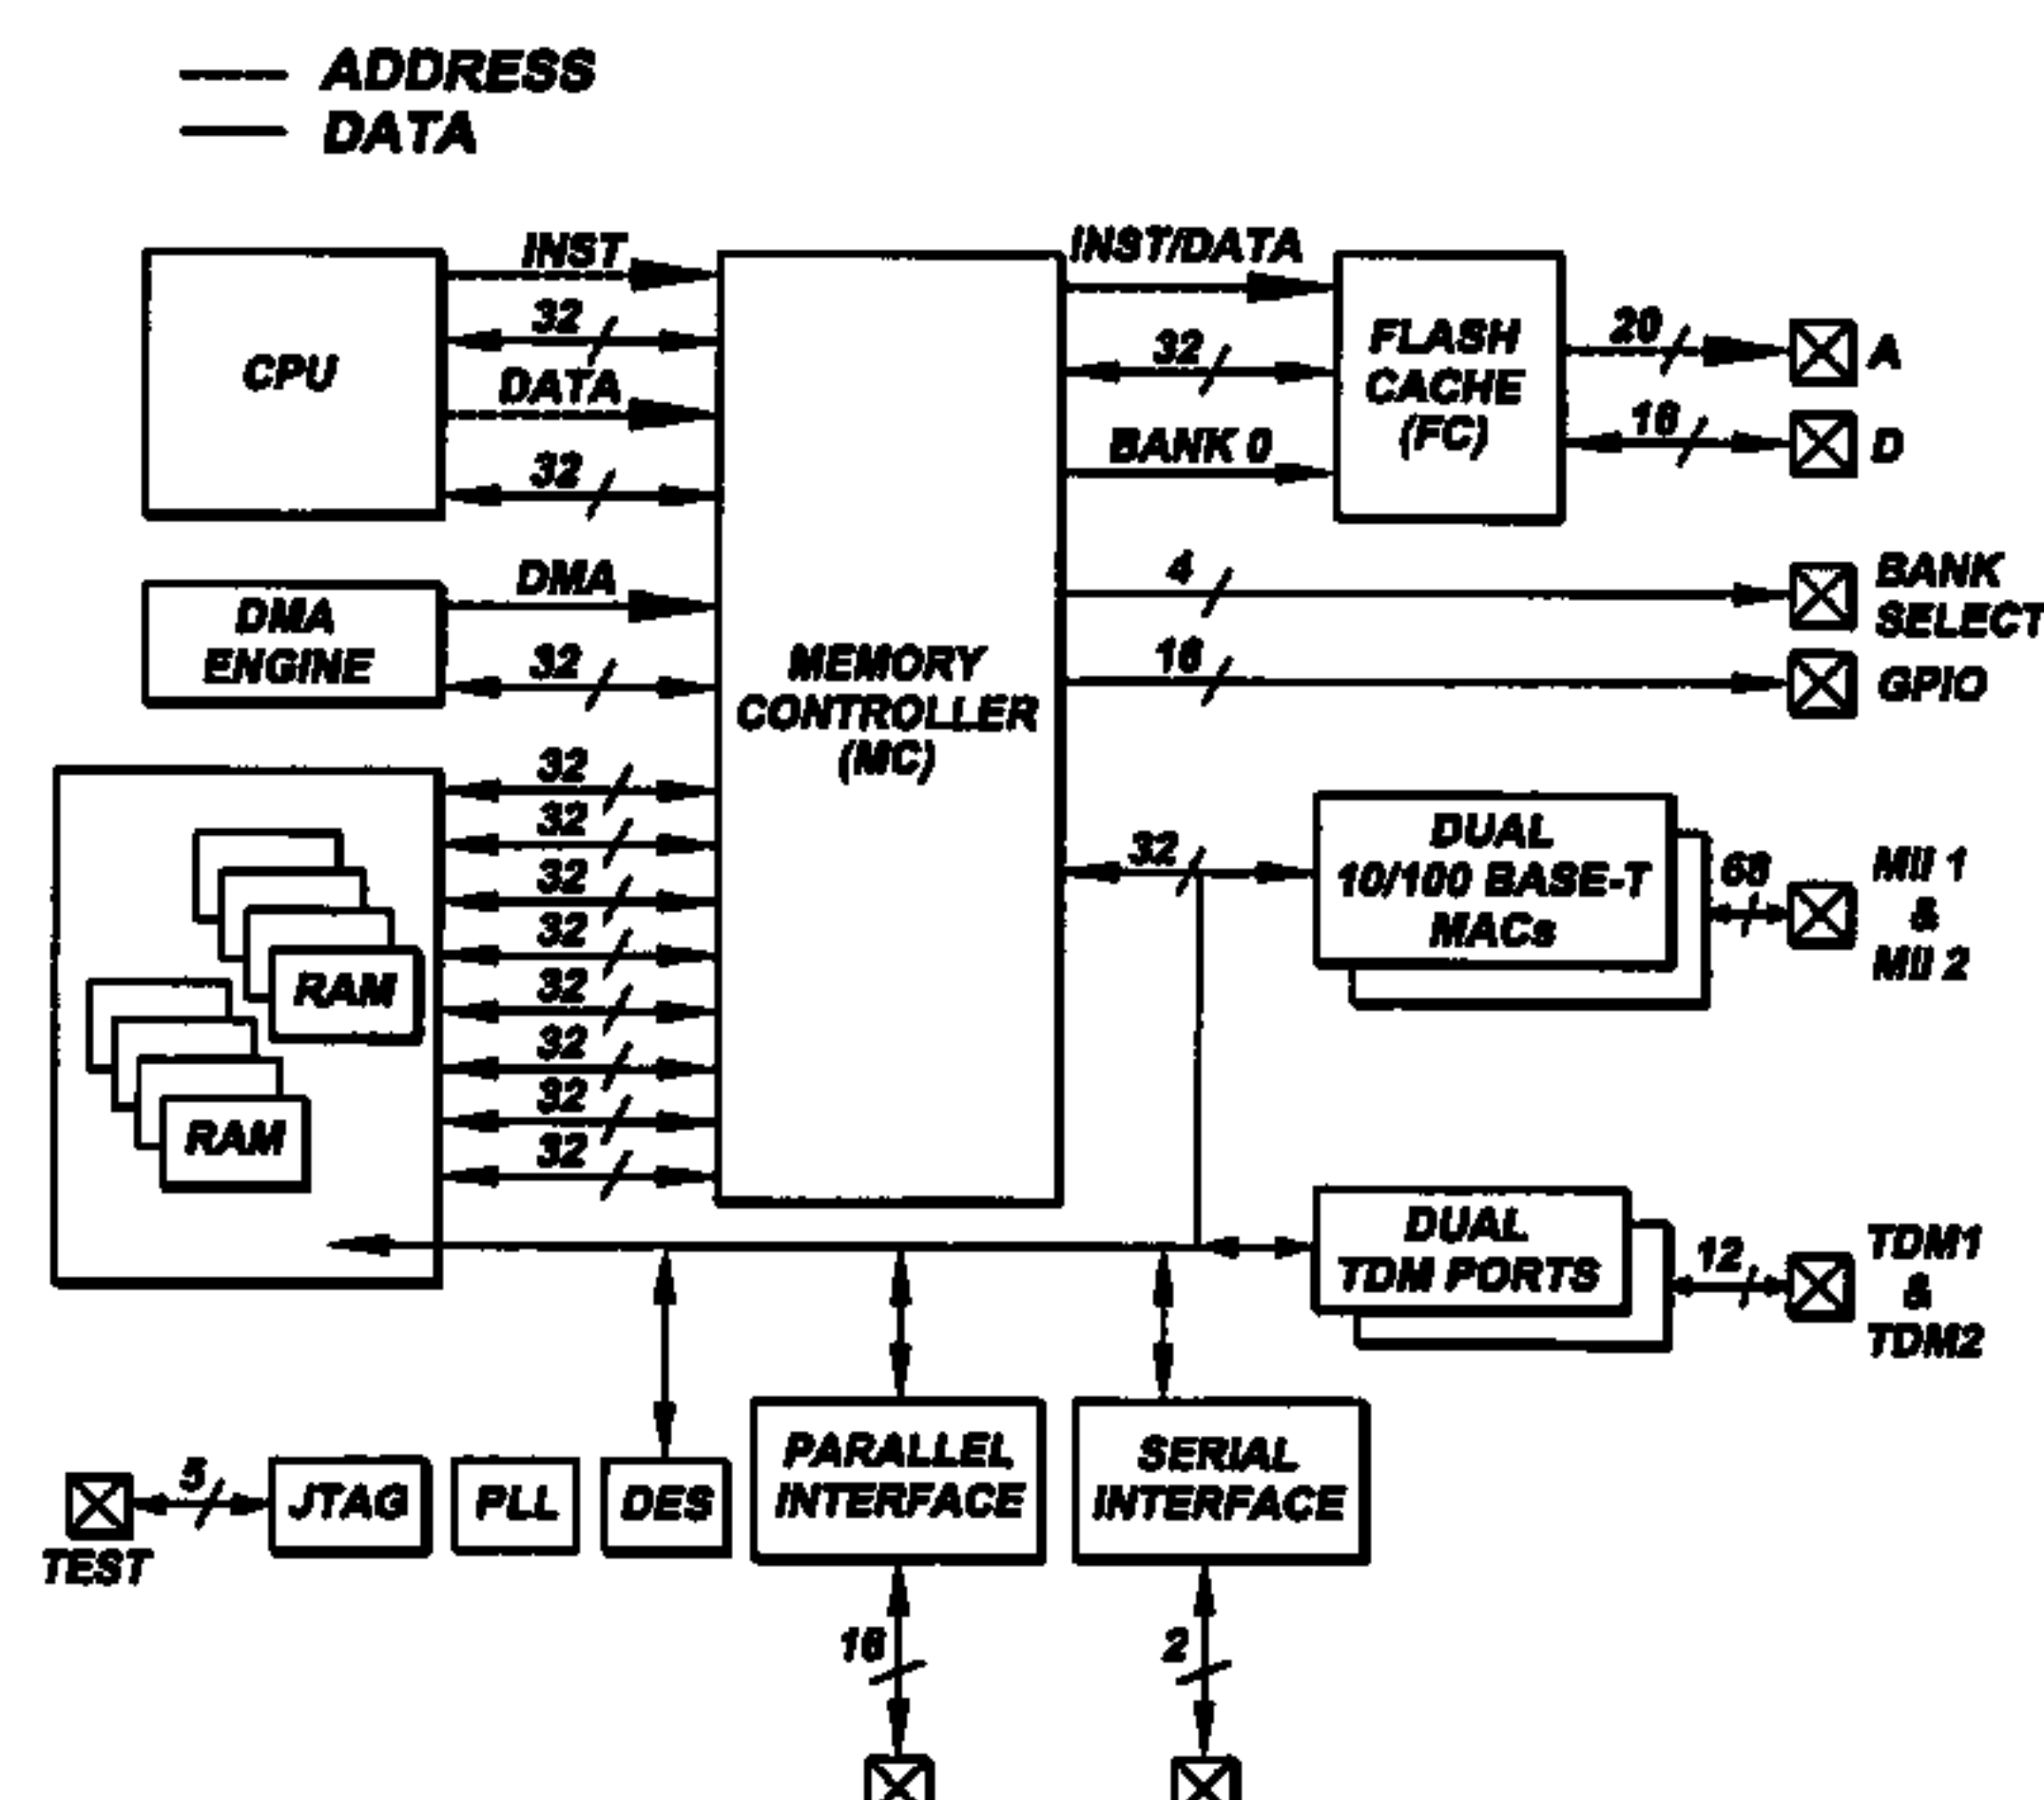 ADDRESS
DATA
INST
32
DATA
32
CPU
DMA
32
DMA
ENGINE
32
32
32
32
32
32
32
32
RAM
RAM
MEMORY
CONTROLLER
(MC)
INST/DATA
32
BANK 0
FLASH
CACHE
(FC)
20
A
16
D
4
BANK
SELECT
16
GPIO
32
DUAL
10/100 BASE-T
MACs
68
MII 1
&
MII 2
DUAL
TDM PORTS
12
TDM1
&
TDM2
5
TEST
JTAG
PLL
DES
PARALLEL
INTERFACE
SERIAL
INTERFACE
16
2